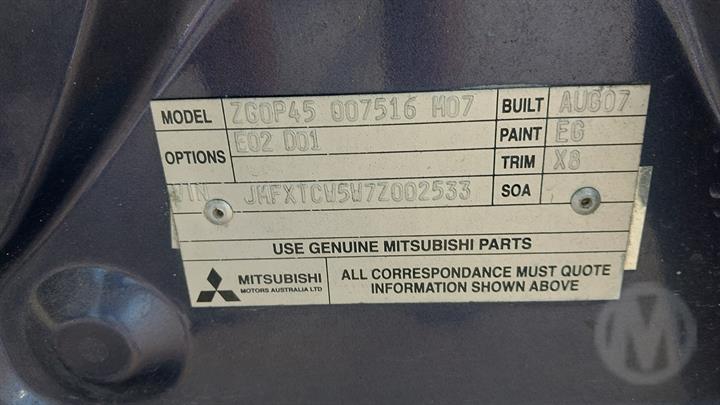 MODEL ZG0P45 007516 M07 BUILT AUG07
OPTIONS E02 D01 PAINT EG
TRIM X8
VIN JMFXTCW5W7Z002533 SOA
USE GENUINE MITSUBISHI PARTS
MITSUBISHI
MOTORS AUSTRALIA LTD
ALL CORRESPONDANCE MUST QUOTE
INFORMATION SHOWN ABOVE
M